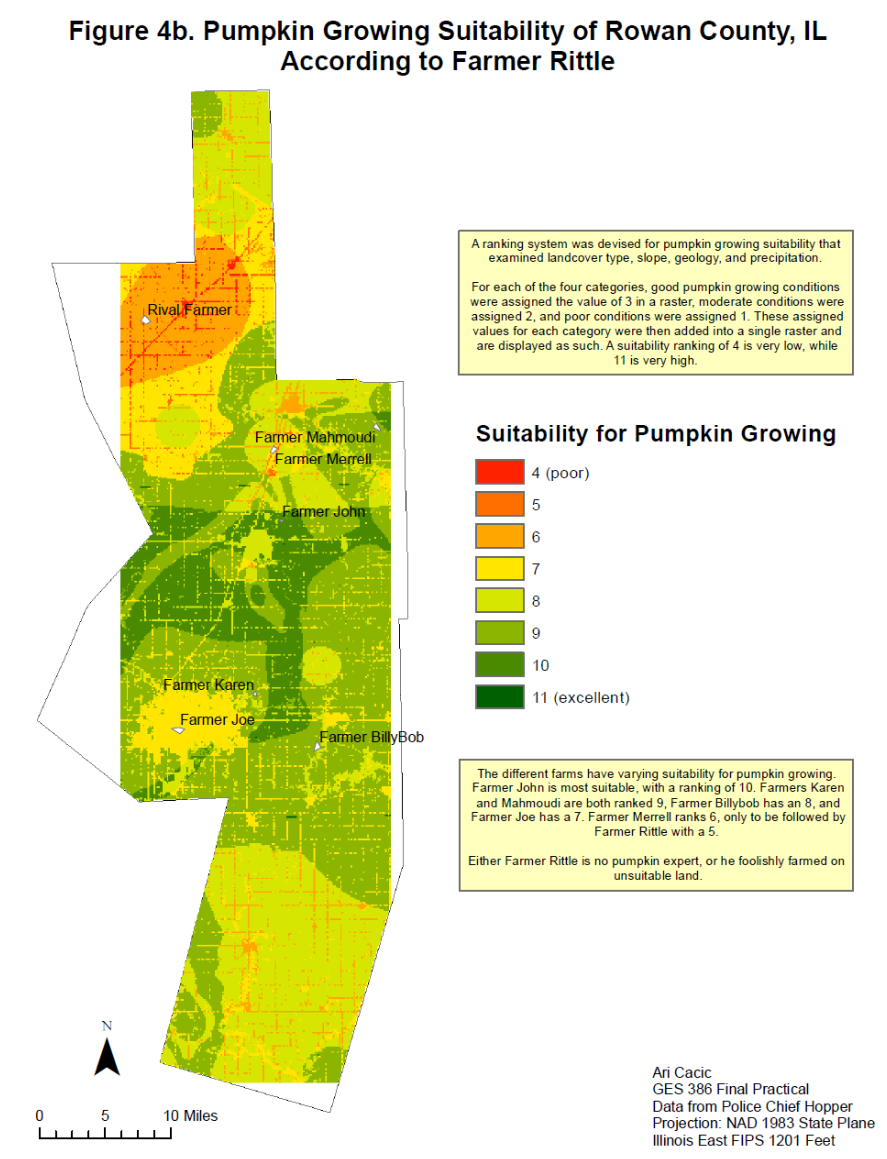 Figure 4b. Pumpkin Growing Suitability of Rowan County, IL
According to Farmer Rittle
A ranking system was devised for pumpkin growing suitability that
examined landcover type, slope, geology, and precipitation.
For each of the four categories, good pumpkin growing conditions
were assigned the value of 3 in a raster, moderate conditions were
assigned 2, and poor conditions were assigned 1. These assigned
values for each category were then added into a single raster and
are displayed as such. A suitability ranking of 4 is very low, while
11 is very high.
Rival Farmer
Farmer Mahmoudi
Farmer Merrell
Farmer John
Farmer Karen
Farmer Joe
Farmer BillyBob
Suitability for Pumpkin Growing
4 (poor)
5
6
7
8
9
10
11 (excellent)
The different farms have varying suitability for pumpkin growing.
Farmer John is most suitable, with a ranking of 10. Farmers Karen
and Mahmoudi are both ranked 9, Farmer Billybob has an 8, and
Farmer Joe has a 7. Farmer Merrell ranks 6, only to be followed by
Farmer Rittle with a 5.
Either Farmer Rittle is no pumpkin expert, or he foolishly farmed on
unsuitable land.
N
0 5 10 Miles
Ari Cacic
GES 386 Final Practical
Data from Police Chief Hopper
Projection: NAD 1983 State Plane
Illinois East FIPS 1201 Feet